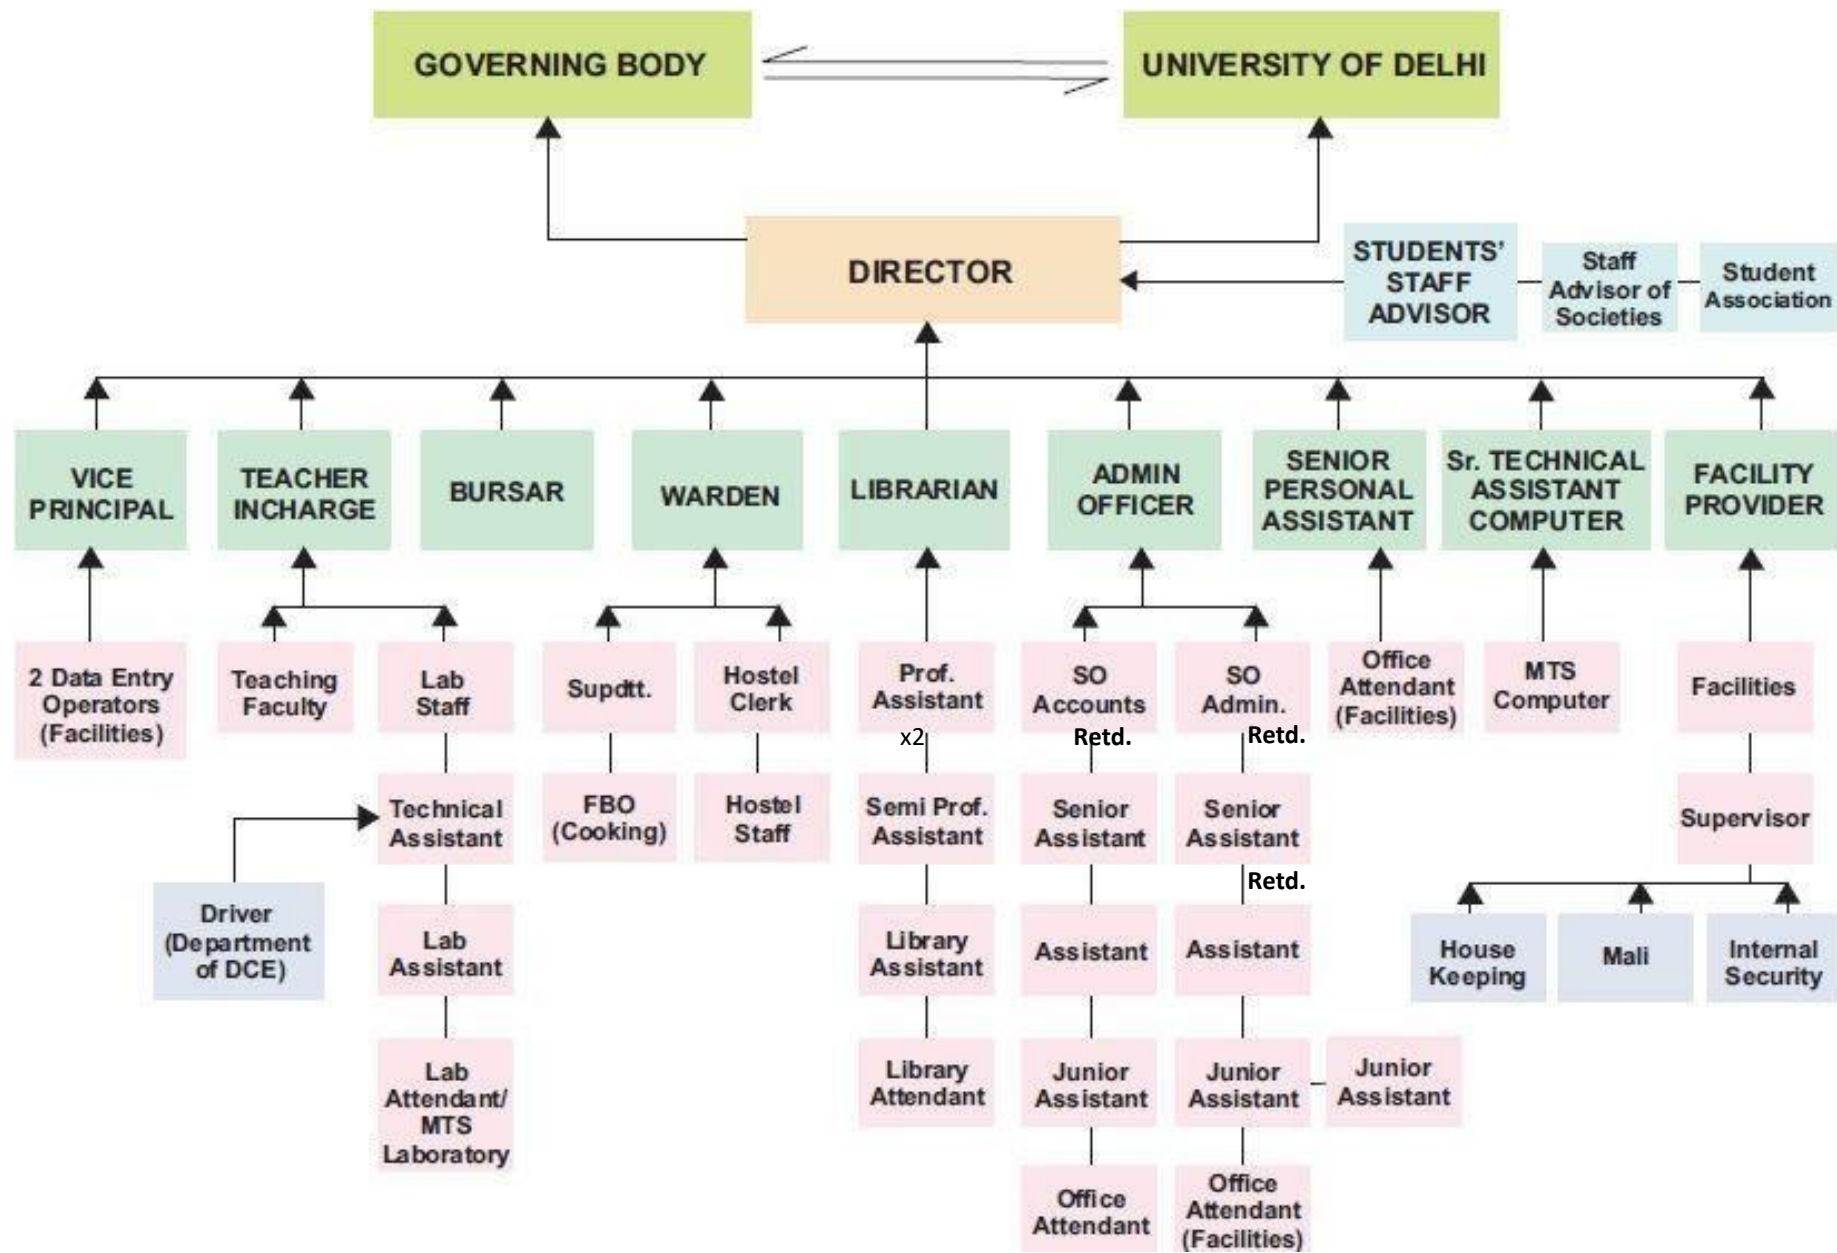 GOVERNING BODY
UNIVERSITY OF DELHI
DIRECTOR
STUDENTS'
STAFF
ADVISOR
Staff
Advisor of
Societies
Student
Association
VICE
PRINCIPAL
TEACHER
INCHARGE
BURSAR
WARDEN
LIBRARIAN
ADMIN
OFFICER
SENIOR
PERSONAL
ASSISTANT
Sr. TECHNICAL
ASSISTANT
COMPUTER
FACILITY
PROVIDER
2 Data Entry
Operators
(Facilities)
Teaching
Faculty
Lab
Staff
Supdtt.
Hostel
Clerk
Prof.
Assistant
x2
SO
Accounts
Retd.
SO
Admin.
Retd.
Office
Attendant
(Facilities)
MTS
Computer
Facilities
Technical
Assistant
FBO
(Cooking)
Hostel
Staff
Semi Prof.
Assistant
Senior
Assistant
Senior
Assistant
Retd.
Supervisor
Driver
(Department
of DCE)
Lab
Assistant
Library
Assistant
Assistant
Assistant
House
Keeping
Mali
Internal
Security
Lab
Attendant/
MTS
Laboratory
Library
Attendant
Junior
Assistant
Junior
Assistant
Junior
Assistant
Office
Attendant
Office
Attendant
(Facilities)